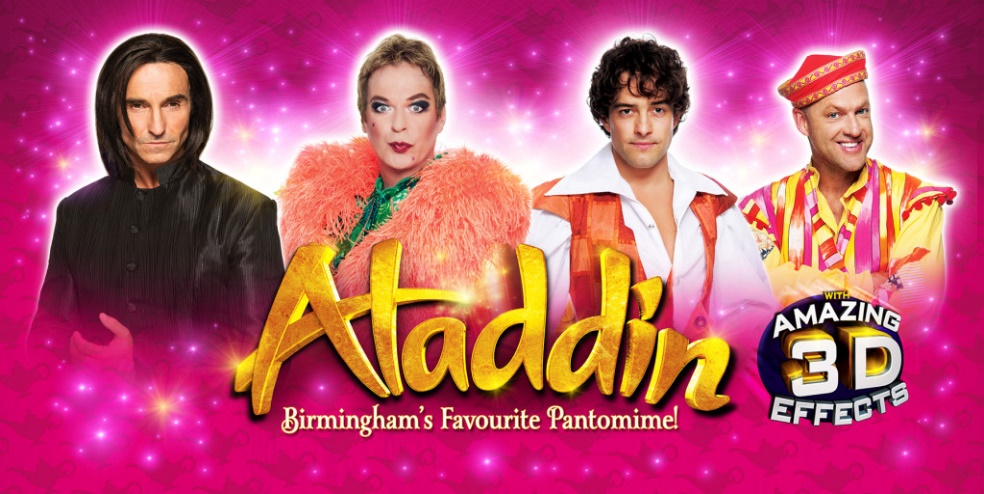 Aladdin
Birmingham's Favourite Pantomime!
WITH
AMAZING
3D
EFFECTS